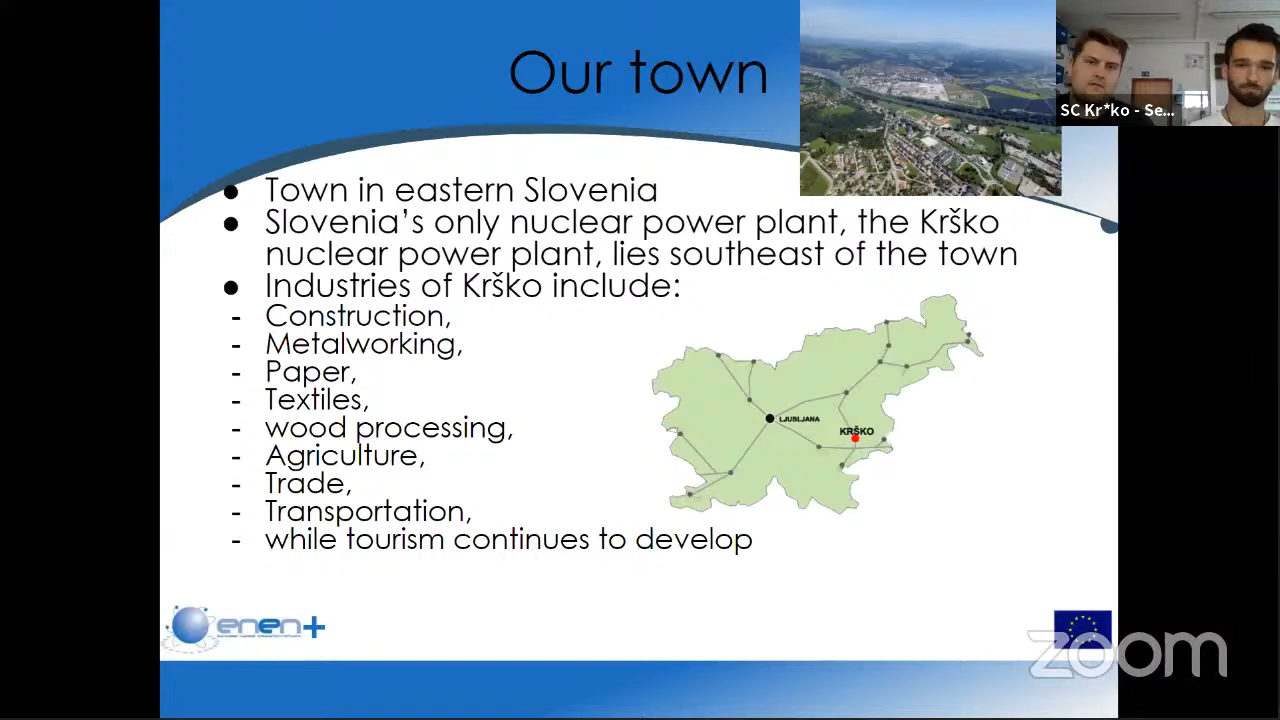 Our town
SC Kr*ko - Se...
● Town in eastern Slovenia
● Slovenia’s only nuclear power plant, the Krško
nuclear power plant, lies southeast of the town
● Industries of Krško include:
- Construction,
- Metalworking,
- Paper,
- Textiles,
- wood processing,
- Agriculture,
- Trade,
- Transportation,
- while tourism continues to develop
LJUBLJANA
KRŠKO
enen+
zoom